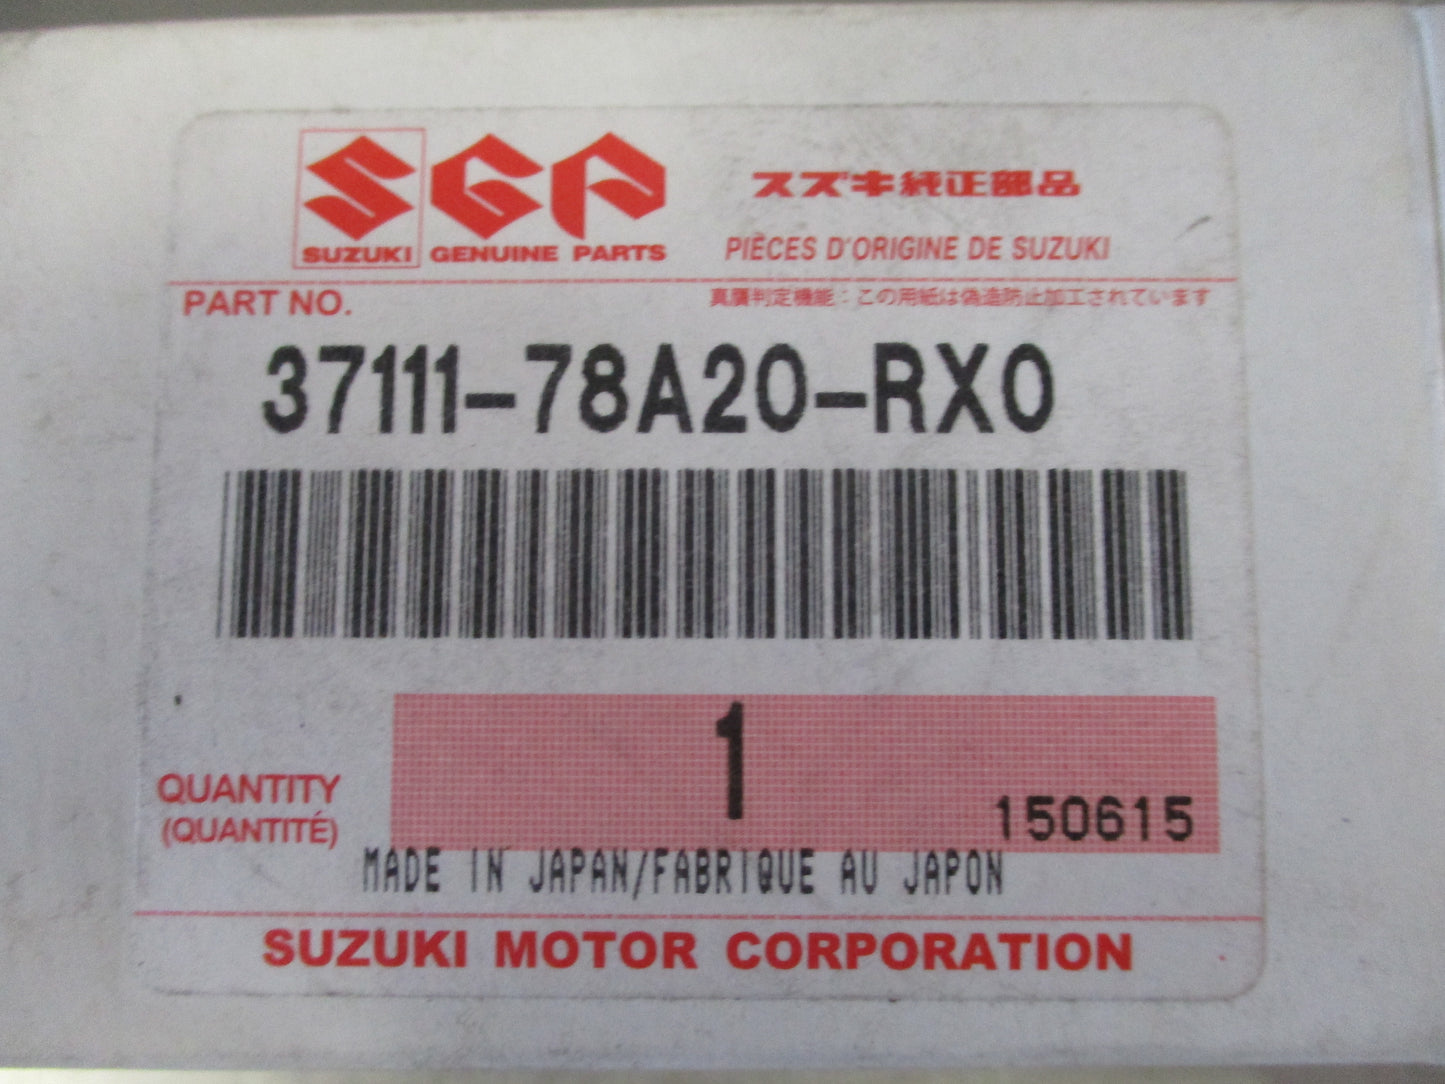 SGP
スズキ純正部品
SUZUKI GENUINE PARTS
PIÈCES D'ORIGINE DE SUZUKI
PART NO.
真贋判定機能：この用紙は偽造防止加工されています
37111-78A20-RX0
1
QUANTITY
(QUANTITÉ)
150615
MADE IN JAPAN/FABRIQUE AU JAPON
SUZUKI MOTOR CORPORATION